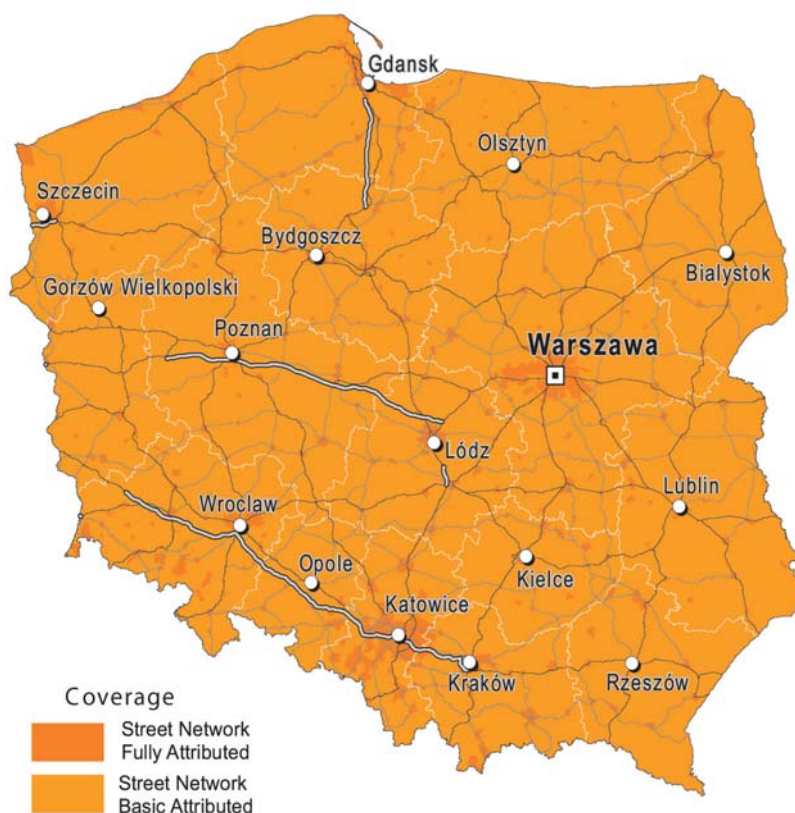 Gdansk
Olsztyn
Szczecin
Bydgoszcz
Bialystok
Gorzów Wielkopolski
Poznan
Warszawa
Lódz
Lublin
Wroclaw
Opole
Kielce
Katowice
Kraków
Rzeszów
Coverage
Street Network
Fully Attributed
Street Network
Basic Attributed